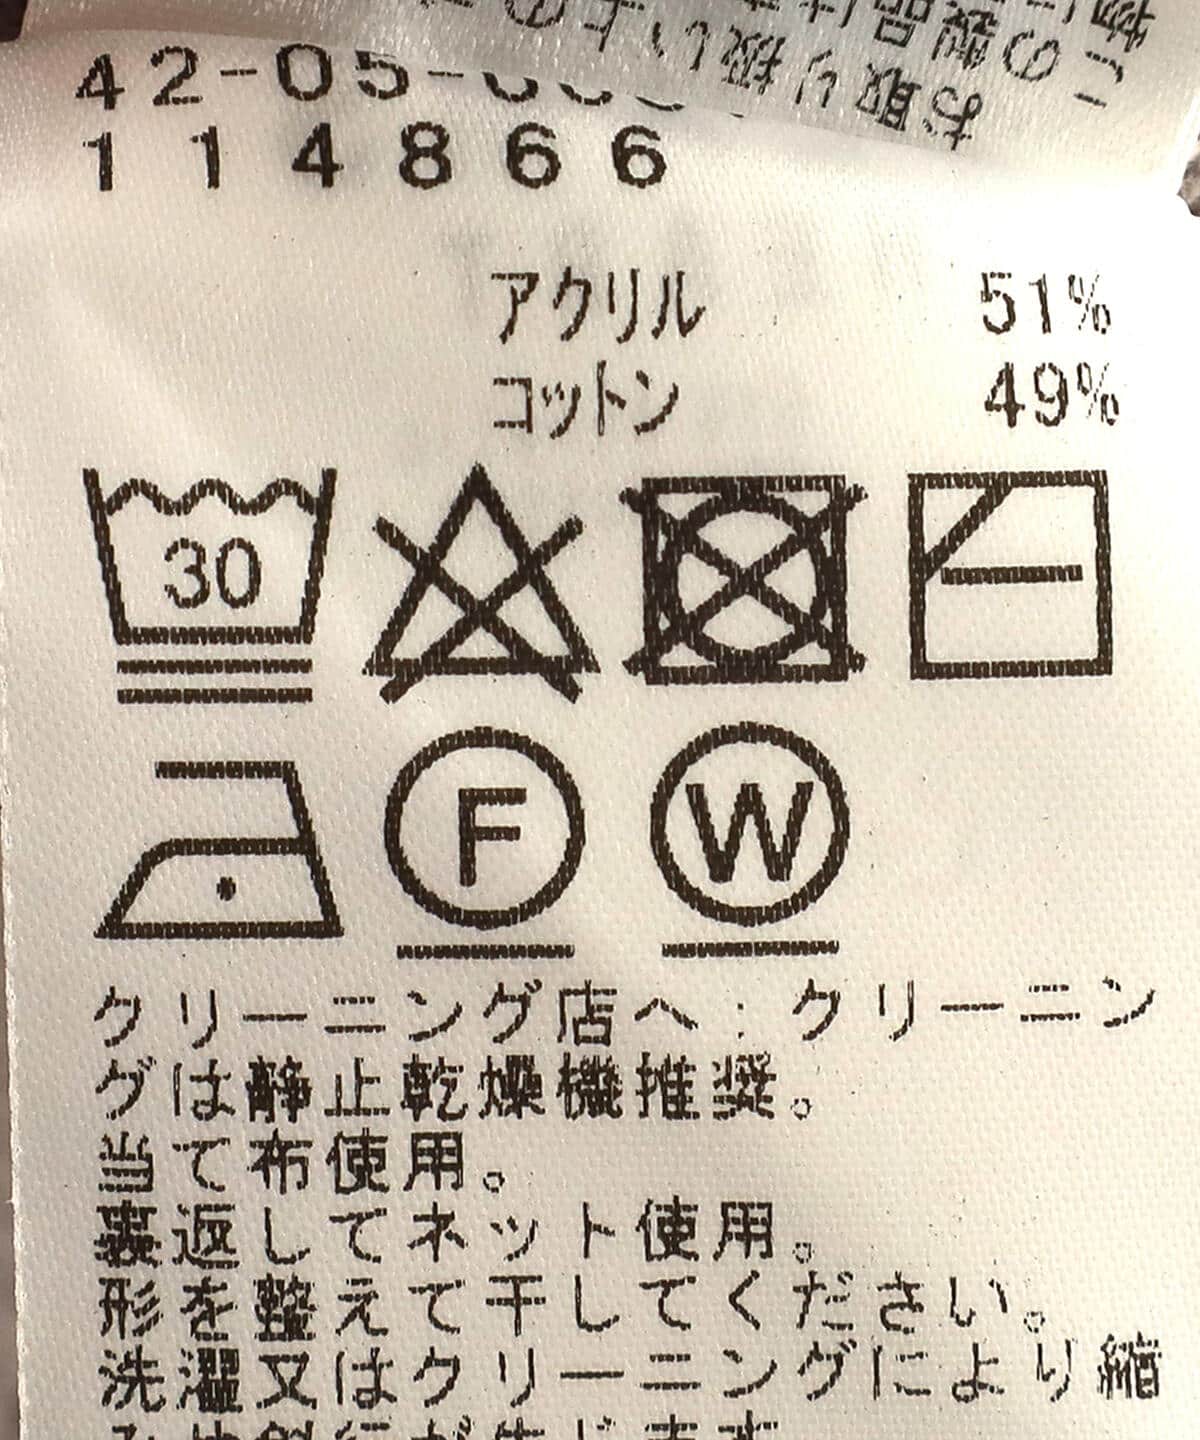 42-05-
114866
アクリル 51%
コットン 49%
30
F
W
クリーニング店へ:クリーニン
グは静止乾燥機推奨。
当て布使用。
裏返してネット使用。
形を整えて干してください。
洗濯又はクリーニングにより縮